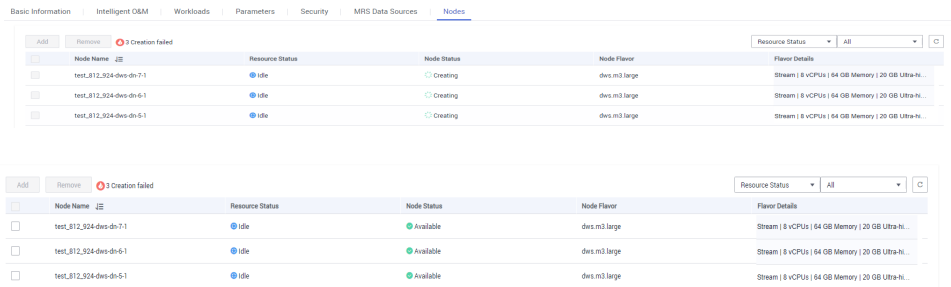 Basic Information Intelligent O&M Workloads Parameters Security MRS Data Sources Nodes
Add Remove 3 Creation failed Resource Status All
Node Name Resource Status Node Status Node Flavor Flavor Details
test_812_924-dws-dn-7-1 Idle Creating dws.m3.large Stream | 8 vCPUs | 64 GB Memory | 20 GB Ultra-hi...
test_812_924-dws-dn-6-1 Idle Creating dws.m3.large Stream | 8 vCPUs | 64 GB Memory | 20 GB Ultra-hi...
test_812_924-dws-dn-5-1 Idle Creating dws.m3.large Stream | 8 vCPUs | 64 GB Memory | 20 GB Ultra-hi...
Add Remove 3 Creation failed Resource Status All
Node Name Resource Status Node Status Node Flavor Flavor Details
test_812_924-dws-dn-7-1 Idle Available dws.m3.large Stream | 8 vCPUs | 64 GB Memory | 20 GB Ultra-hi...
test_812_924-dws-dn-6-1 Idle Available dws.m3.large Stream | 8 vCPUs | 64 GB Memory | 20 GB Ultra-hi...
test_812_924-dws-dn-5-1 Idle Available dws.m3.large Stream | 8 vCPUs | 64 GB Memory | 20 GB Ultra-hi...